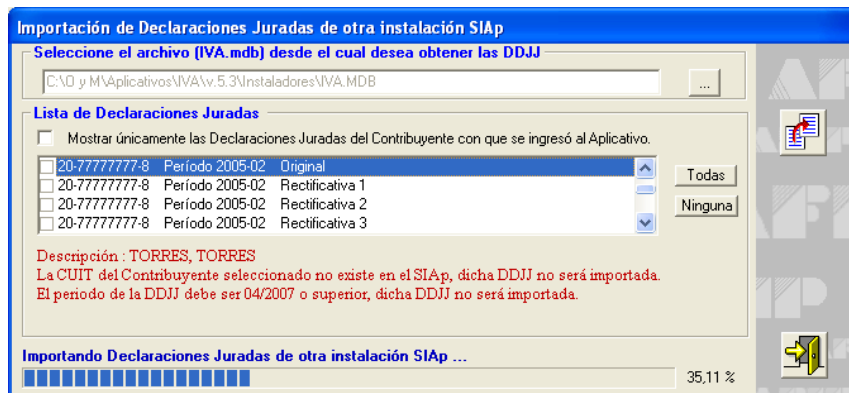 Importación de Declaraciones Juradas de otra instalación SIAp
Seleccione el archivo (IVA.mdb) desde el cual desea obtener las DDJJ
C:\O y M\Aplicativos\IVA\v.5.3\Instaladores\IVA.MDB
...
Lista de Declaraciones Juradas
Mostrar únicamente las Declaraciones Juradas del Contribuyente con que se ingresó al Aplicativo.
20-77777777-8 Período 2005-02 Original
20-77777777-8 Período 2005-02 Rectificativa 1
20-77777777-8 Período 2005-02 Rectificativa 2
20-77777777-8 Período 2005-02 Rectificativa 3
Todas
Ninguna
Descripción : TORRES, TORRES
La CUIT del Contribuyente seleccionado no existe en el SIAp, dicha DDJJ no será importada.
El periodo de la DDJJ debe ser 04/2007 o superior, dicha DDJJ no será importada.
Importando Declaraciones Juradas de otra instalación SIAp ...
35,11 %